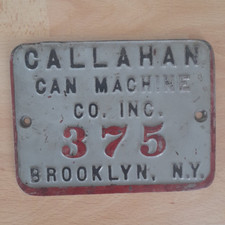 CALLAHAN
CAN MACHINE
CO. INC.
375
BROOKLYN, N.Y.